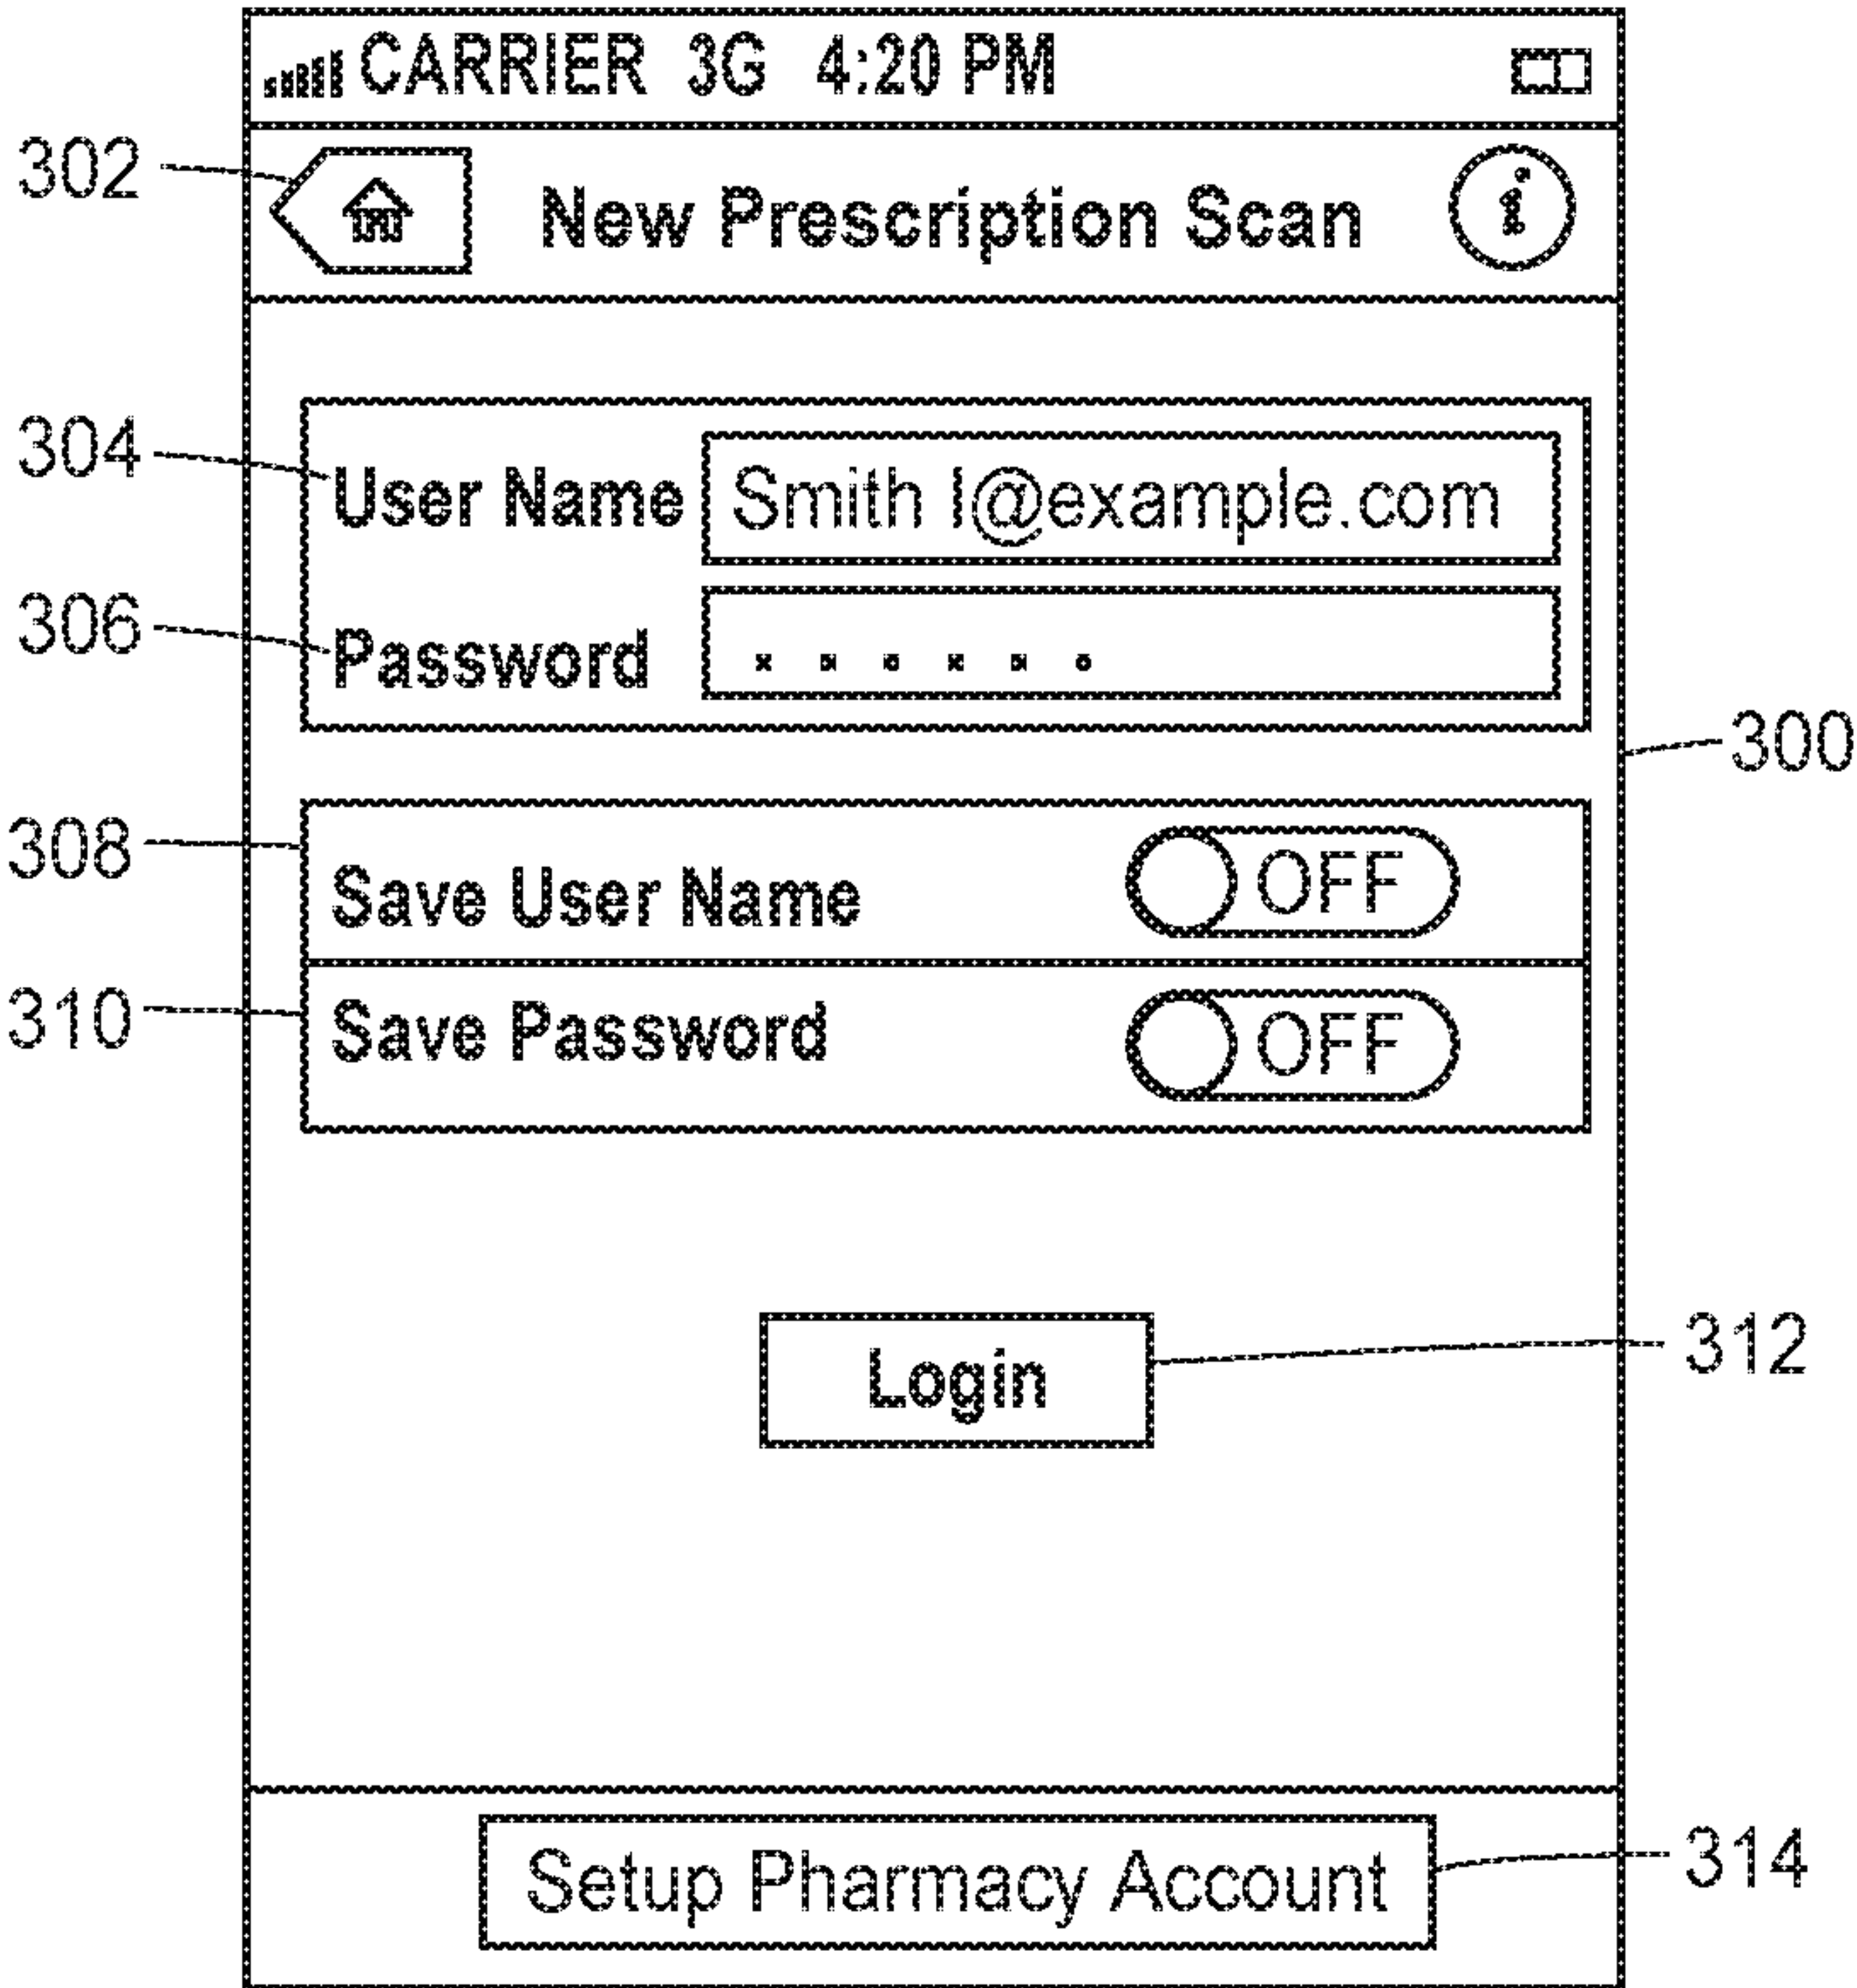 CARRIER 3G 4:20 PM
302
New Prescription Scan
i
304
User Name Smith I@example.com
306
Password ......
300
308
Save User Name OFF
310
Save Password OFF
Login
312
Setup Pharmacy Account
314